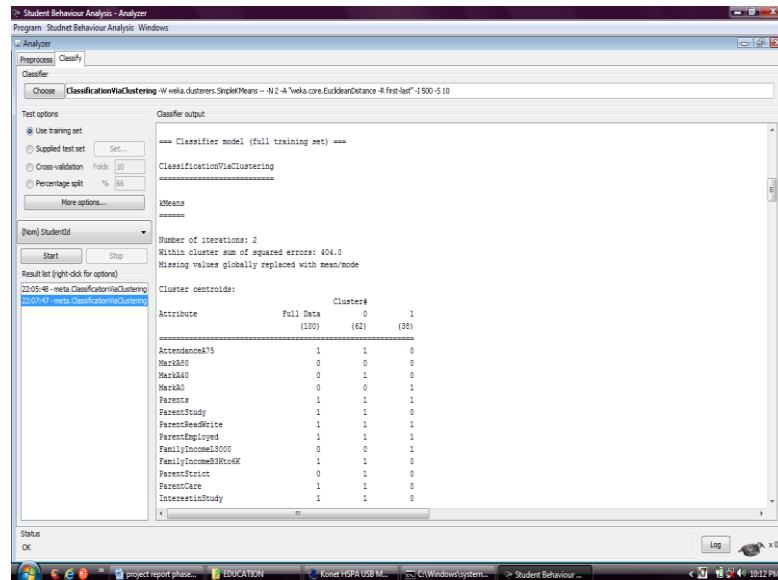 Student Behaviour Analysis - Analyzer
Program Studnet Behaviour Analysis Windows
Analyzer
Preprocess Classify
Classifier
Choose ClassificationViaClustering -W weka.clusterers.SimpleKMeans -- -N 2 -A "weka.core.EuclideanDistance -R first-last" -I 500 -S 10
Test options
Use training set
Supplied test set Set...
Cross-validation Folds 10
Percentage split % 66
More options...
(Nom) StudentId
Start Stop
Result list (right-click for options)
22:05:48 - meta.ClassificationViaClustering
22:07:47 - meta.ClassificationViaClustering
Classifier output
=== Classifier model (full training set) ===
ClassificationViaClustering
===========================
kMeans
======
Number of iterations: 2
Within cluster sum of squared errors: 404.0
Missing values globally replaced with mean/mode
Cluster centroids:
Cluster#
Attribute Full Data 0 1
(100) (62) (38)
AttendanceA75 1 1 0
MarkA80 0 0 0
MarkA40 0 1 0
MarkA0 0 0 1
Parents 1 1 1
ParentStudy 1 1 0
ParentReadWrite 1 1 1
ParentEmployed 1 1 1
FamilyIncomeL3000 0 0 1
FamilyIncomeB3Kto6K 1 1 0
ParentStrict 0 1 0
ParentCare 1 1 0
InterestinStudy 1 1 0
Status
OK
Log x 0
project report phase... EDUCATION Konet HSPA USB M... C:\Windows\system... Student Behaviour ... 10:12 PM